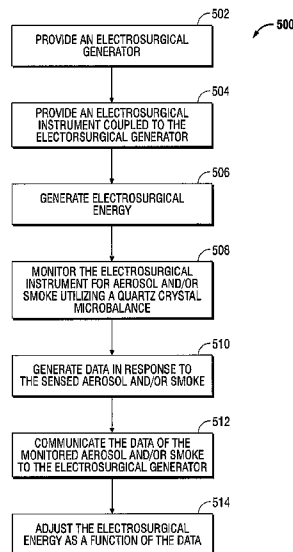 502
500
PROVIDE AN ELECTROSURGICAL
GENERATOR
504
PROVIDE AN ELECTROSURGICAL
INSTRUMENT COUPLED TO THE
ELECTORSURGICAL GENERATOR
506
GENERATE ELECTROSURGICAL
ENERGY
508
MONITOR THE ELECTROSURGICAL
INSTRUMENT FOR AEROSOL AND/OR
SMOKE UTILIZING A QUARTZ CRYSTAL
MICROBALANCE
510
GENERATE DATA IN RESPONSE TO
THE SENSED AEROSOL AND/OR SMOKE
512
COMMUNICATE THE DATA OF THE
MONITORED AEROSOL AND/OR SMOKE
TO THE ELECTROSURGICAL GENERATOR
514
ADJUST THE ELECTROSURGICAL
ENERGY AS A FUNCTION OF THE DATA